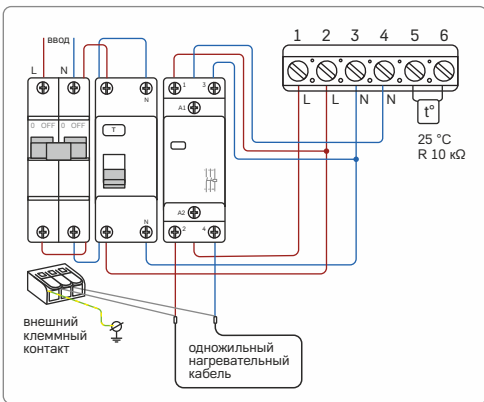 ввод
L N
1 2 3 4 5 6
L L N N
t°
25 °C
R 10 кΩ
0 OFF 0 OFF
T
N
N
1 3
A1
A2
2 4
внешний
клеммный
контакт
одножильный
нагревательный
кабель